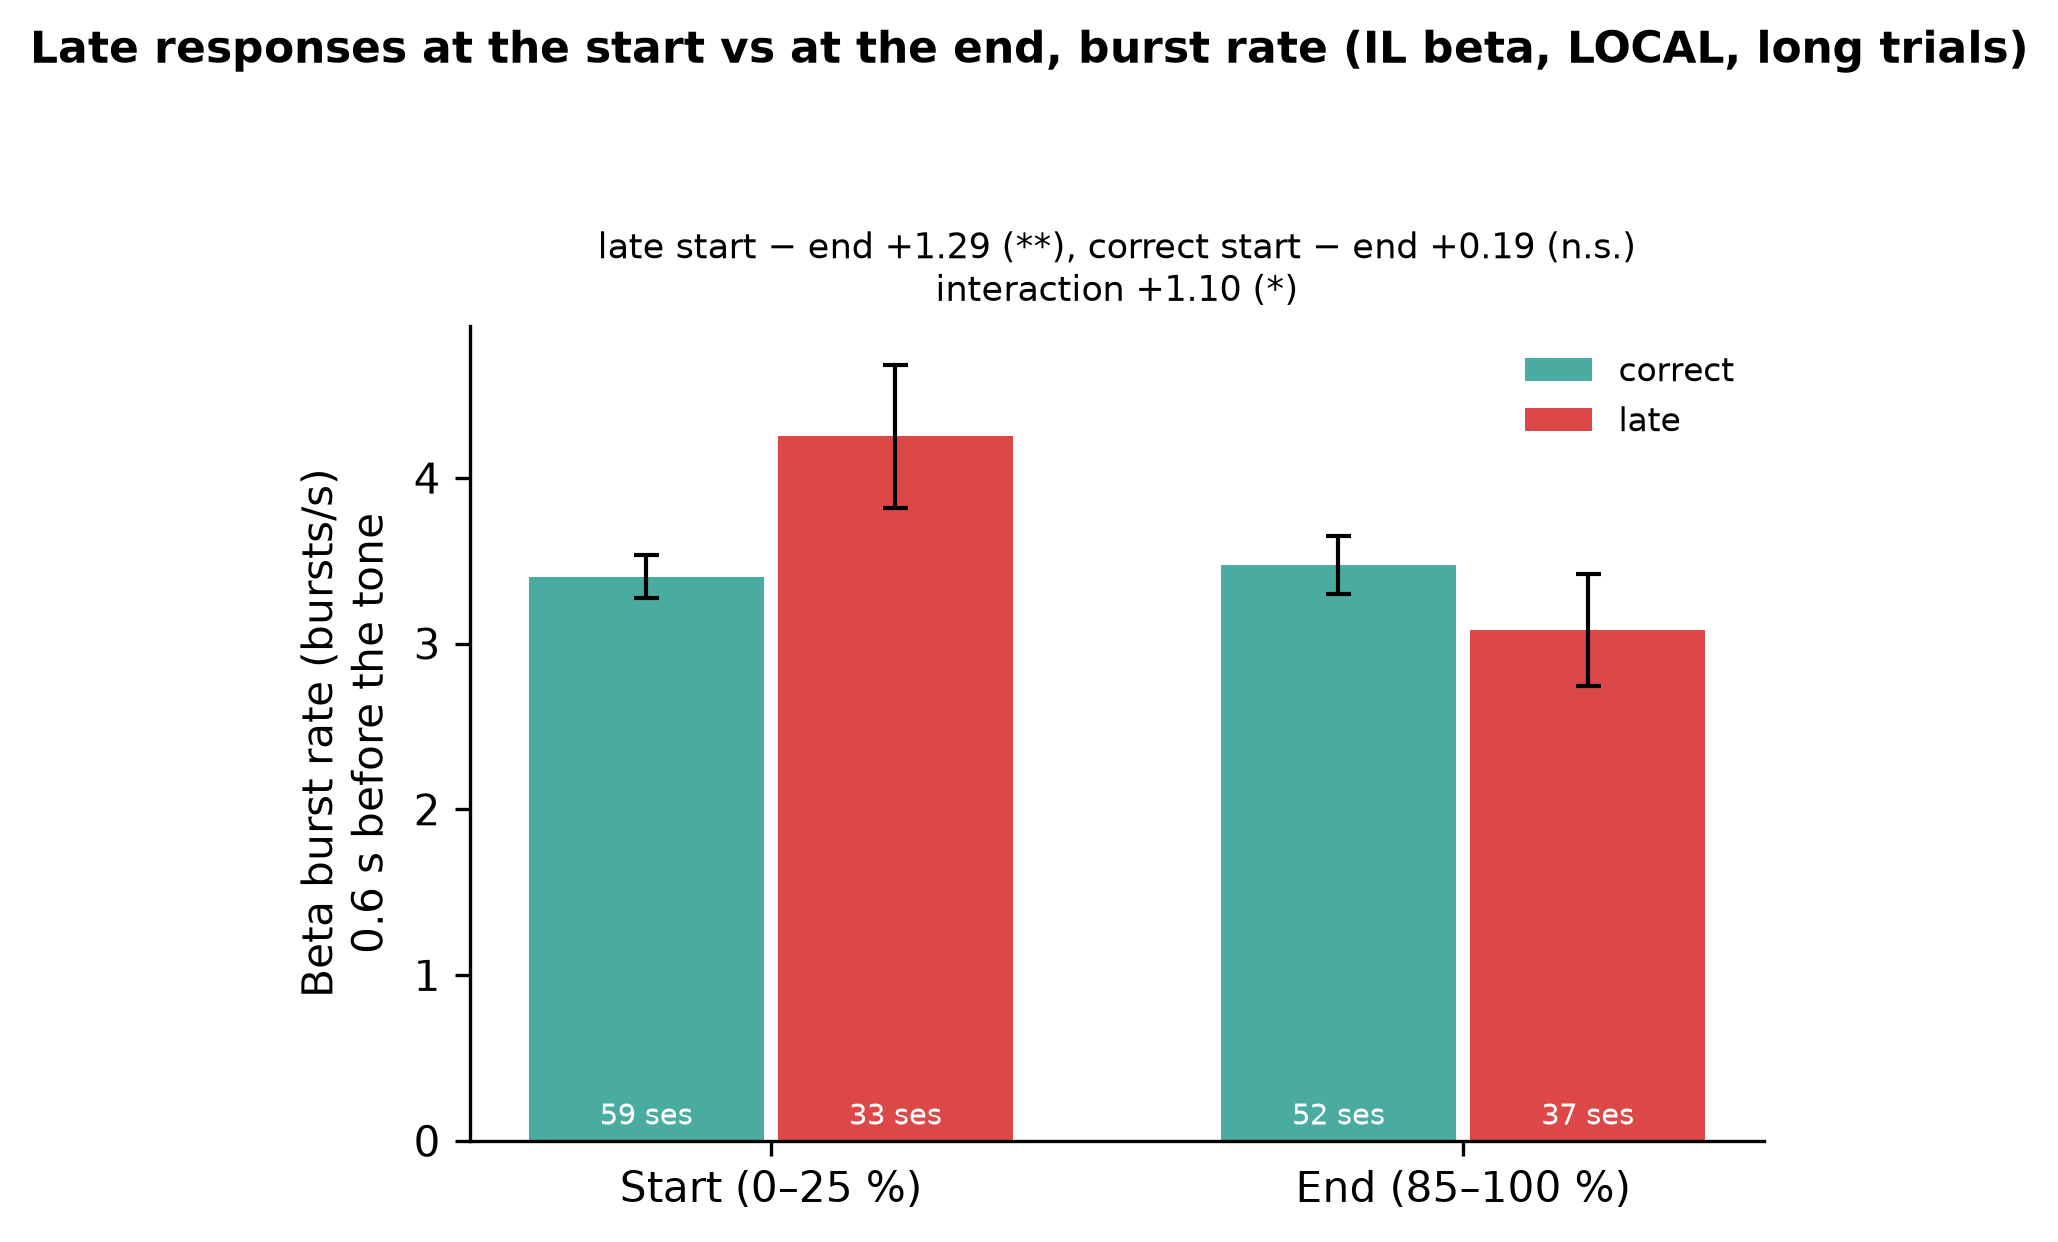 Late responses at the start vs at the end, burst rate (IL beta, LOCAL, long trials)
late start − end +1.29 (**), correct start − end +0.19 (n.s.)
interaction +1.10 (*)
correct
late
Beta burst rate (bursts/s)
0.6 s before the tone
4
3
2
1
0
59 ses
33 ses
52 ses
37 ses
Start (0–25 %)
End (85–100 %)